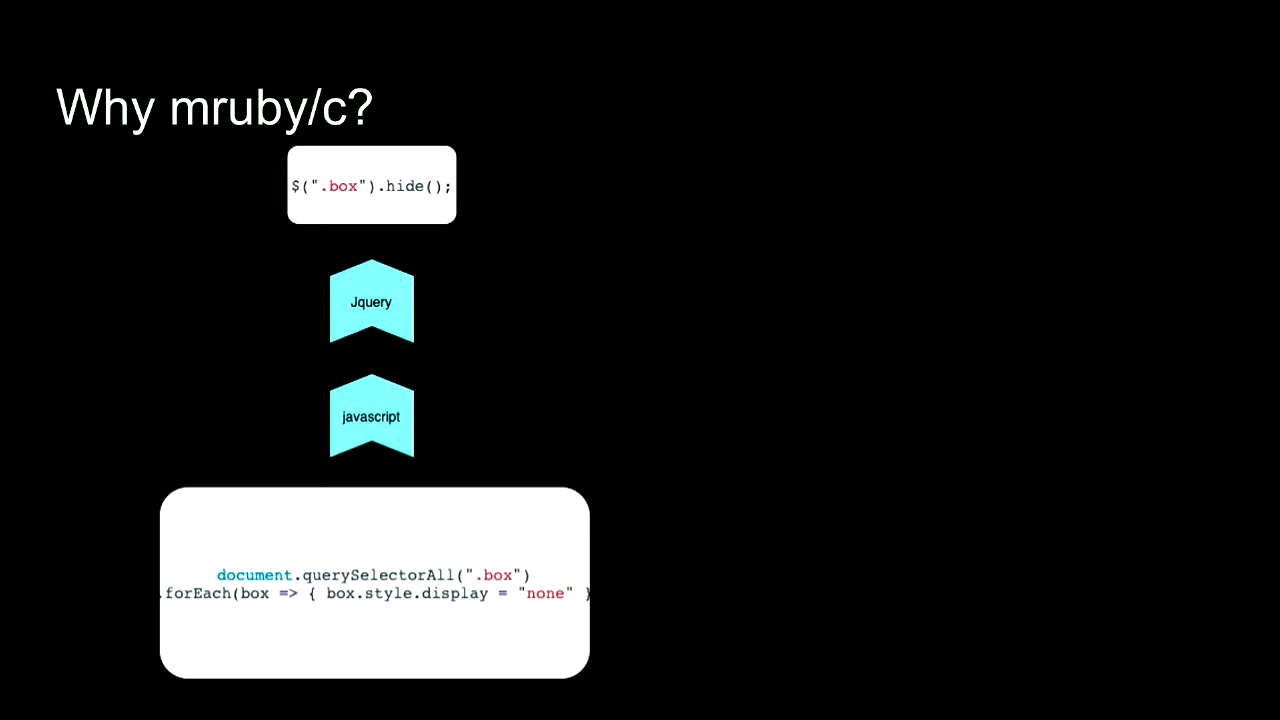 Why mruby/c?
$(".box").hide();
Jquery
javascript
document.querySelectorAll(".box")
.forEach(box => { box.style.display = "none" }